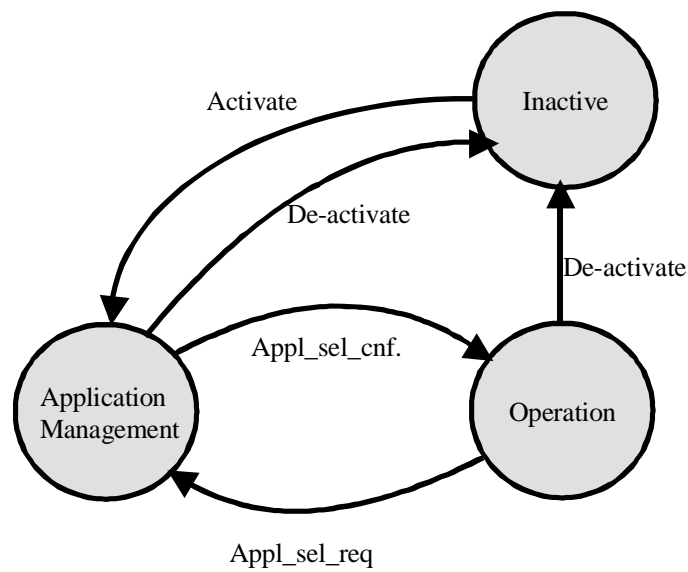 Activate
Inactive
De-activate
De-activate
Appl_sel_cnf.
Application
Management
Operation
Appl_sel_req